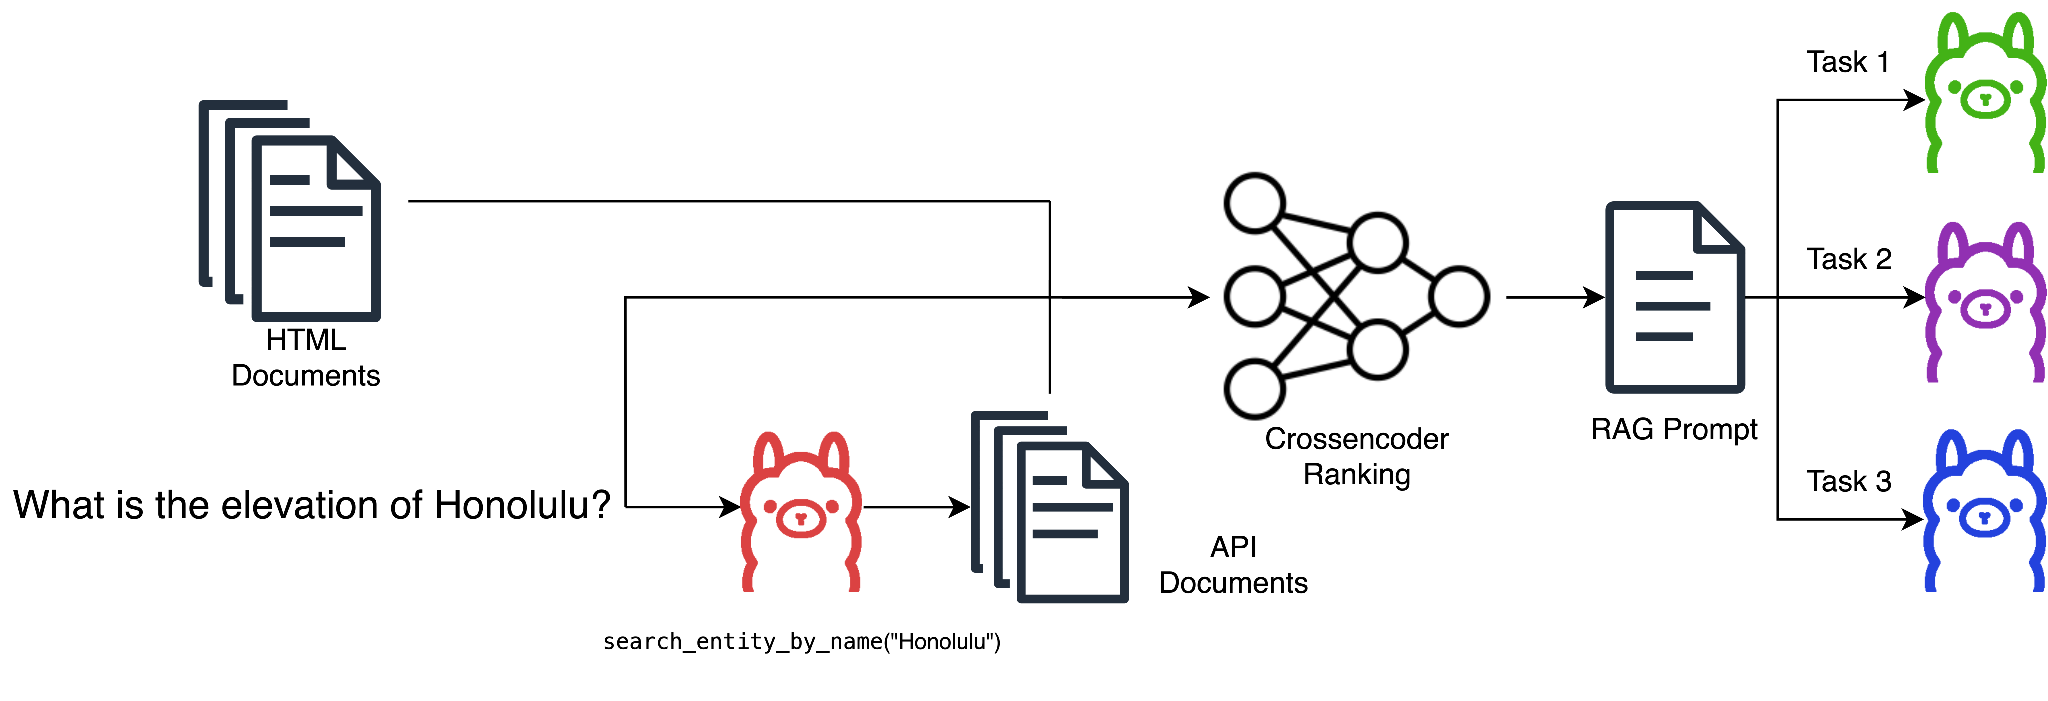 HTML
Documents
What is the elevation of Honolulu?
search_entity_by_name("Honolulu")
API
Documents
Crossencoder
Ranking
RAG Prompt
Task 1
Task 2
Task 3